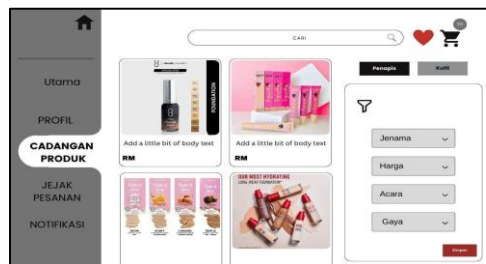 CARI
Utama
PROFIL
CADANGAN
PRODUK
JEJAK
PESANAN
NOTIFIKASI
FOUNDATION
Add a little bit of body text
RM
Add a little bit of body text
RM
OUR MOST HYDRATING
LONG-WEAR FOUNDATION*
Penapis
Kulit
Jenama
Harga
Acara
Gaya